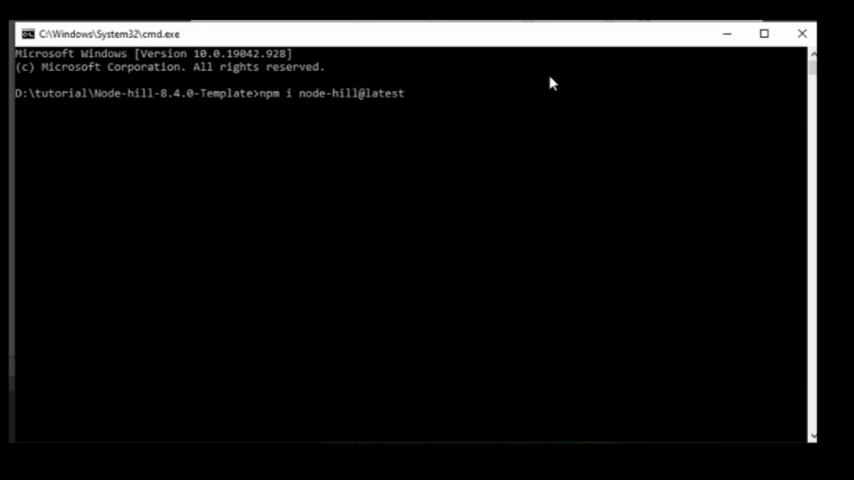 C:\Windows\System32\cmd.exe
Microsoft Windows [Version 10.0.19042.928]
(c) Microsoft Corporation. All rights reserved.
D:\tutorial\Node-hill-8.4.0-Template>npm i node-hill@latest